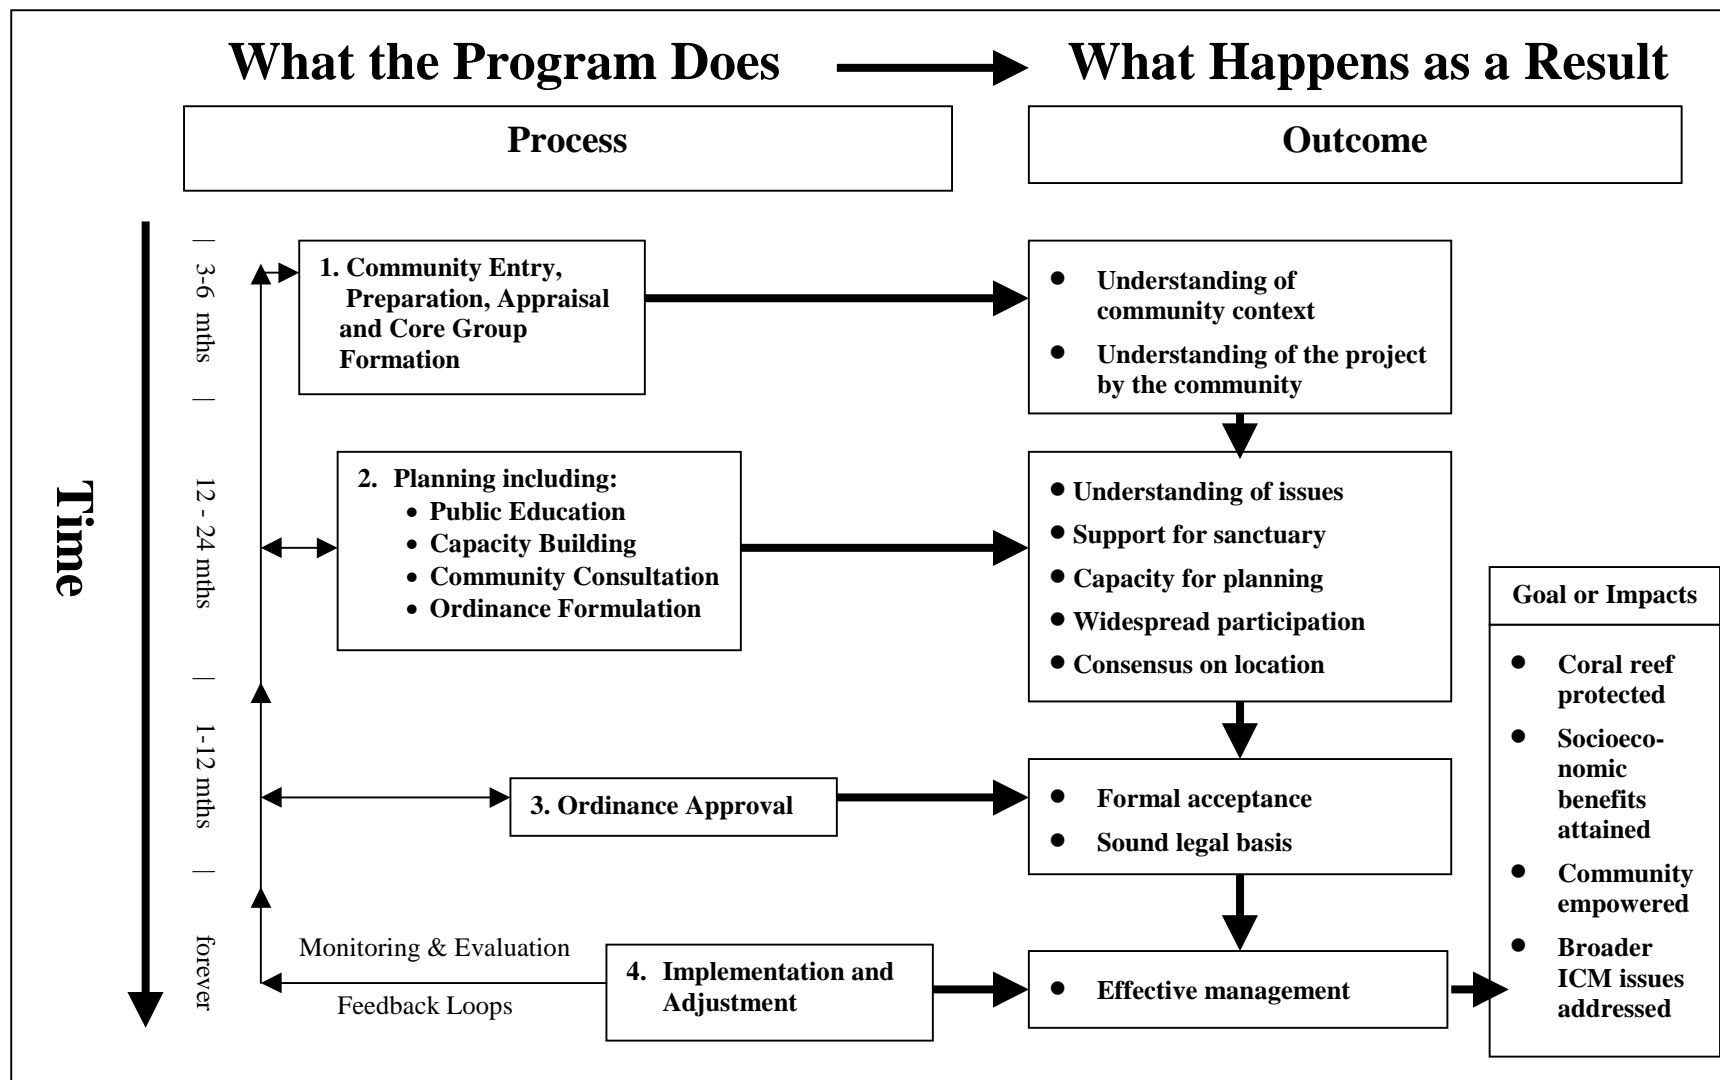 What the Program Does
What Happens as a Result
Process
Outcome
Time
| 3-6 mths |
12 - 24 mths |
1-12 mths |
forever
1. Community Entry,
Preparation, Appraisal
and Core Group
Formation
• Understanding of
community context
• Understanding of the project
by the community
2. Planning including:
• Public Education
• Capacity Building
• Community Consultation
• Ordinance Formulation
• Understanding of issues
• Support for sanctuary
• Capacity for planning
• Widespread participation
• Consensus on location
3. Ordinance Approval
• Formal acceptance
• Sound legal basis
Monitoring & Evaluation
Feedback Loops
4. Implementation and
Adjustment
• Effective management
Goal or Impacts
• Coral reef
protected
• Socioeco-
nomic
benefits
attained
• Community
empowered
• Broader
ICM issues
addressed